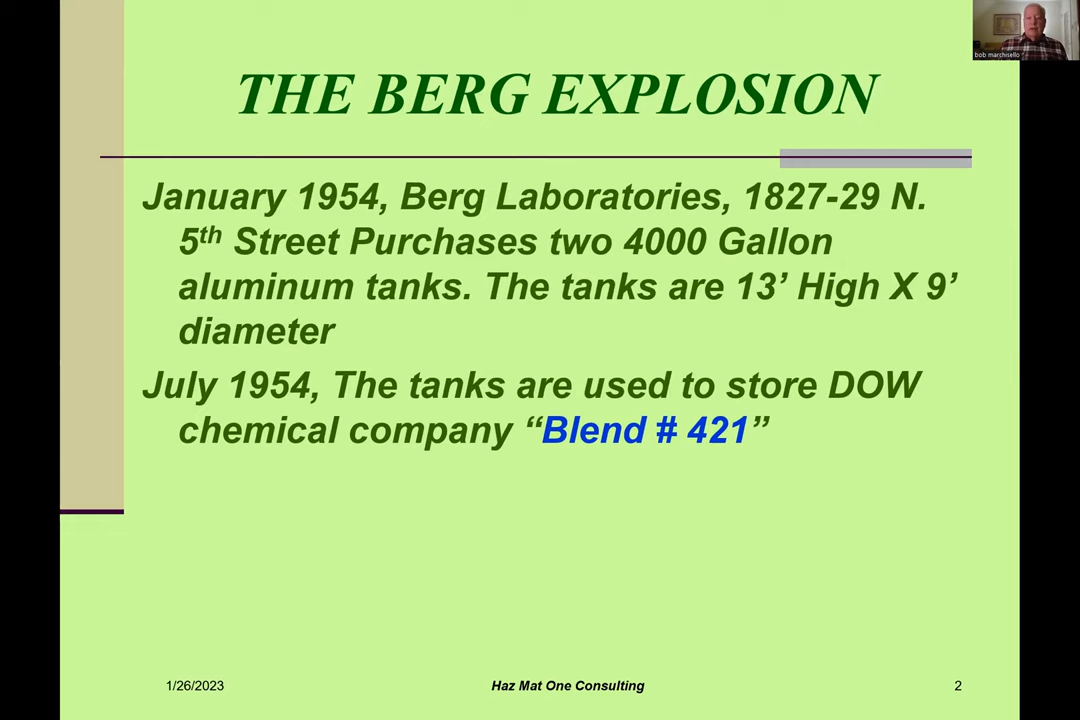 bob marchisello
THE BERG EXPLOSION
January 1954, Berg Laboratories, 1827-29 N.
5th Street Purchases two 4000 Gallon
aluminum tanks. The tanks are 13’ High X 9’
diameter
July 1954, The tanks are used to store DOW
chemical company “Blend # 421”
1/26/2023
Haz Mat One Consulting
2